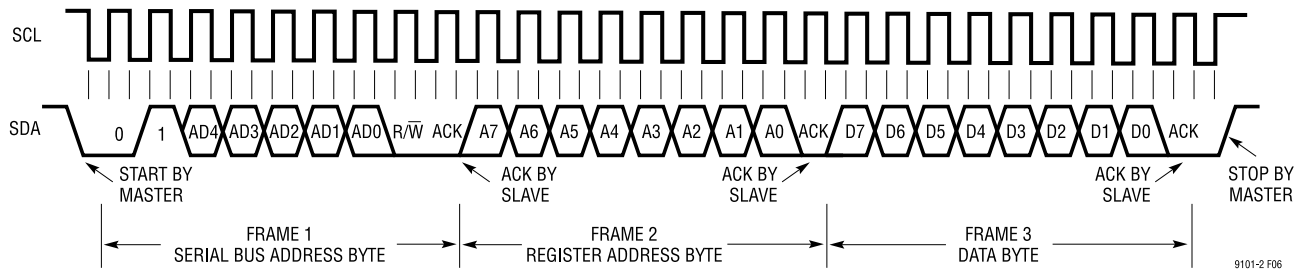 SCL
SDA 0 1 AD4 AD3 AD2 AD1 AD0 R/W̅ ACK A7 A6 A5 A4 A3 A2 A1 A0 ACK D7 D6 D5 D4 D3 D2 D1 D0 ACK
START BY
MASTER
ACK BY
SLAVE
ACK BY
SLAVE
ACK BY
SLAVE
STOP BY
MASTER
FRAME 1
SERIAL BUS ADDRESS BYTE
FRAME 2
REGISTER ADDRESS BYTE
FRAME 3
DATA BYTE
9101-2 F06